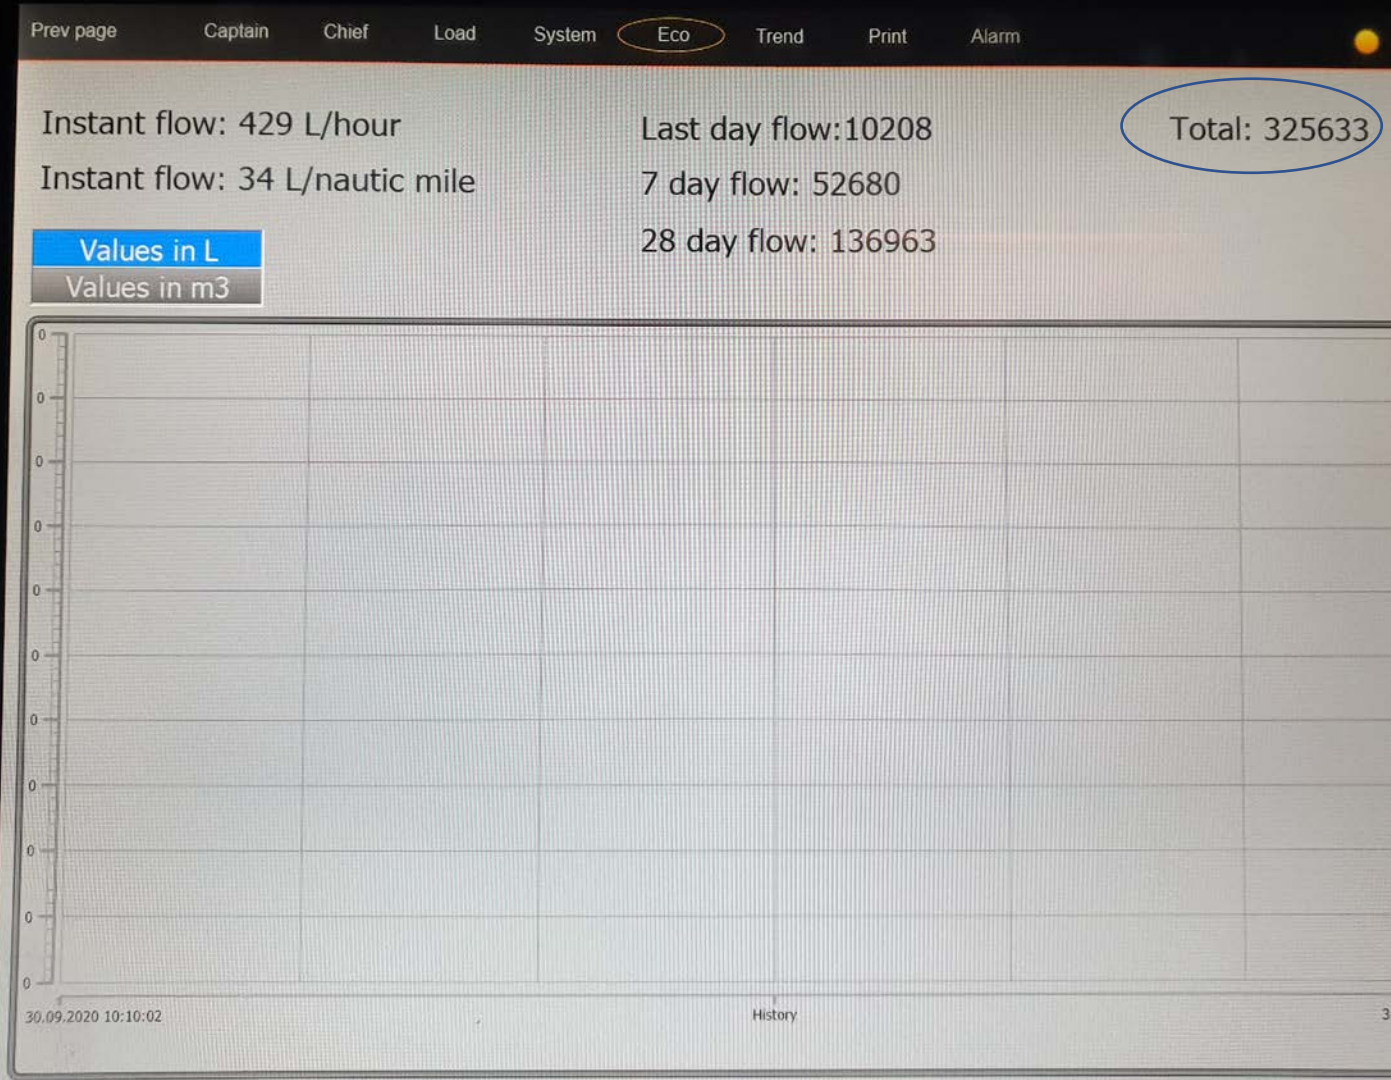 Prev page Captain Chief Load System Eco Trend Print Alarm
Instant flow: 429 L/hour
Instant flow: 34 L/nautic mile
Last day flow:10208
7 day flow: 52680
28 day flow: 136963
Total: 325633
Values in L
Values in m3
0
0
0
0
0
0
0
0
0
0
0
30.09.2020 10:10:02
History
3